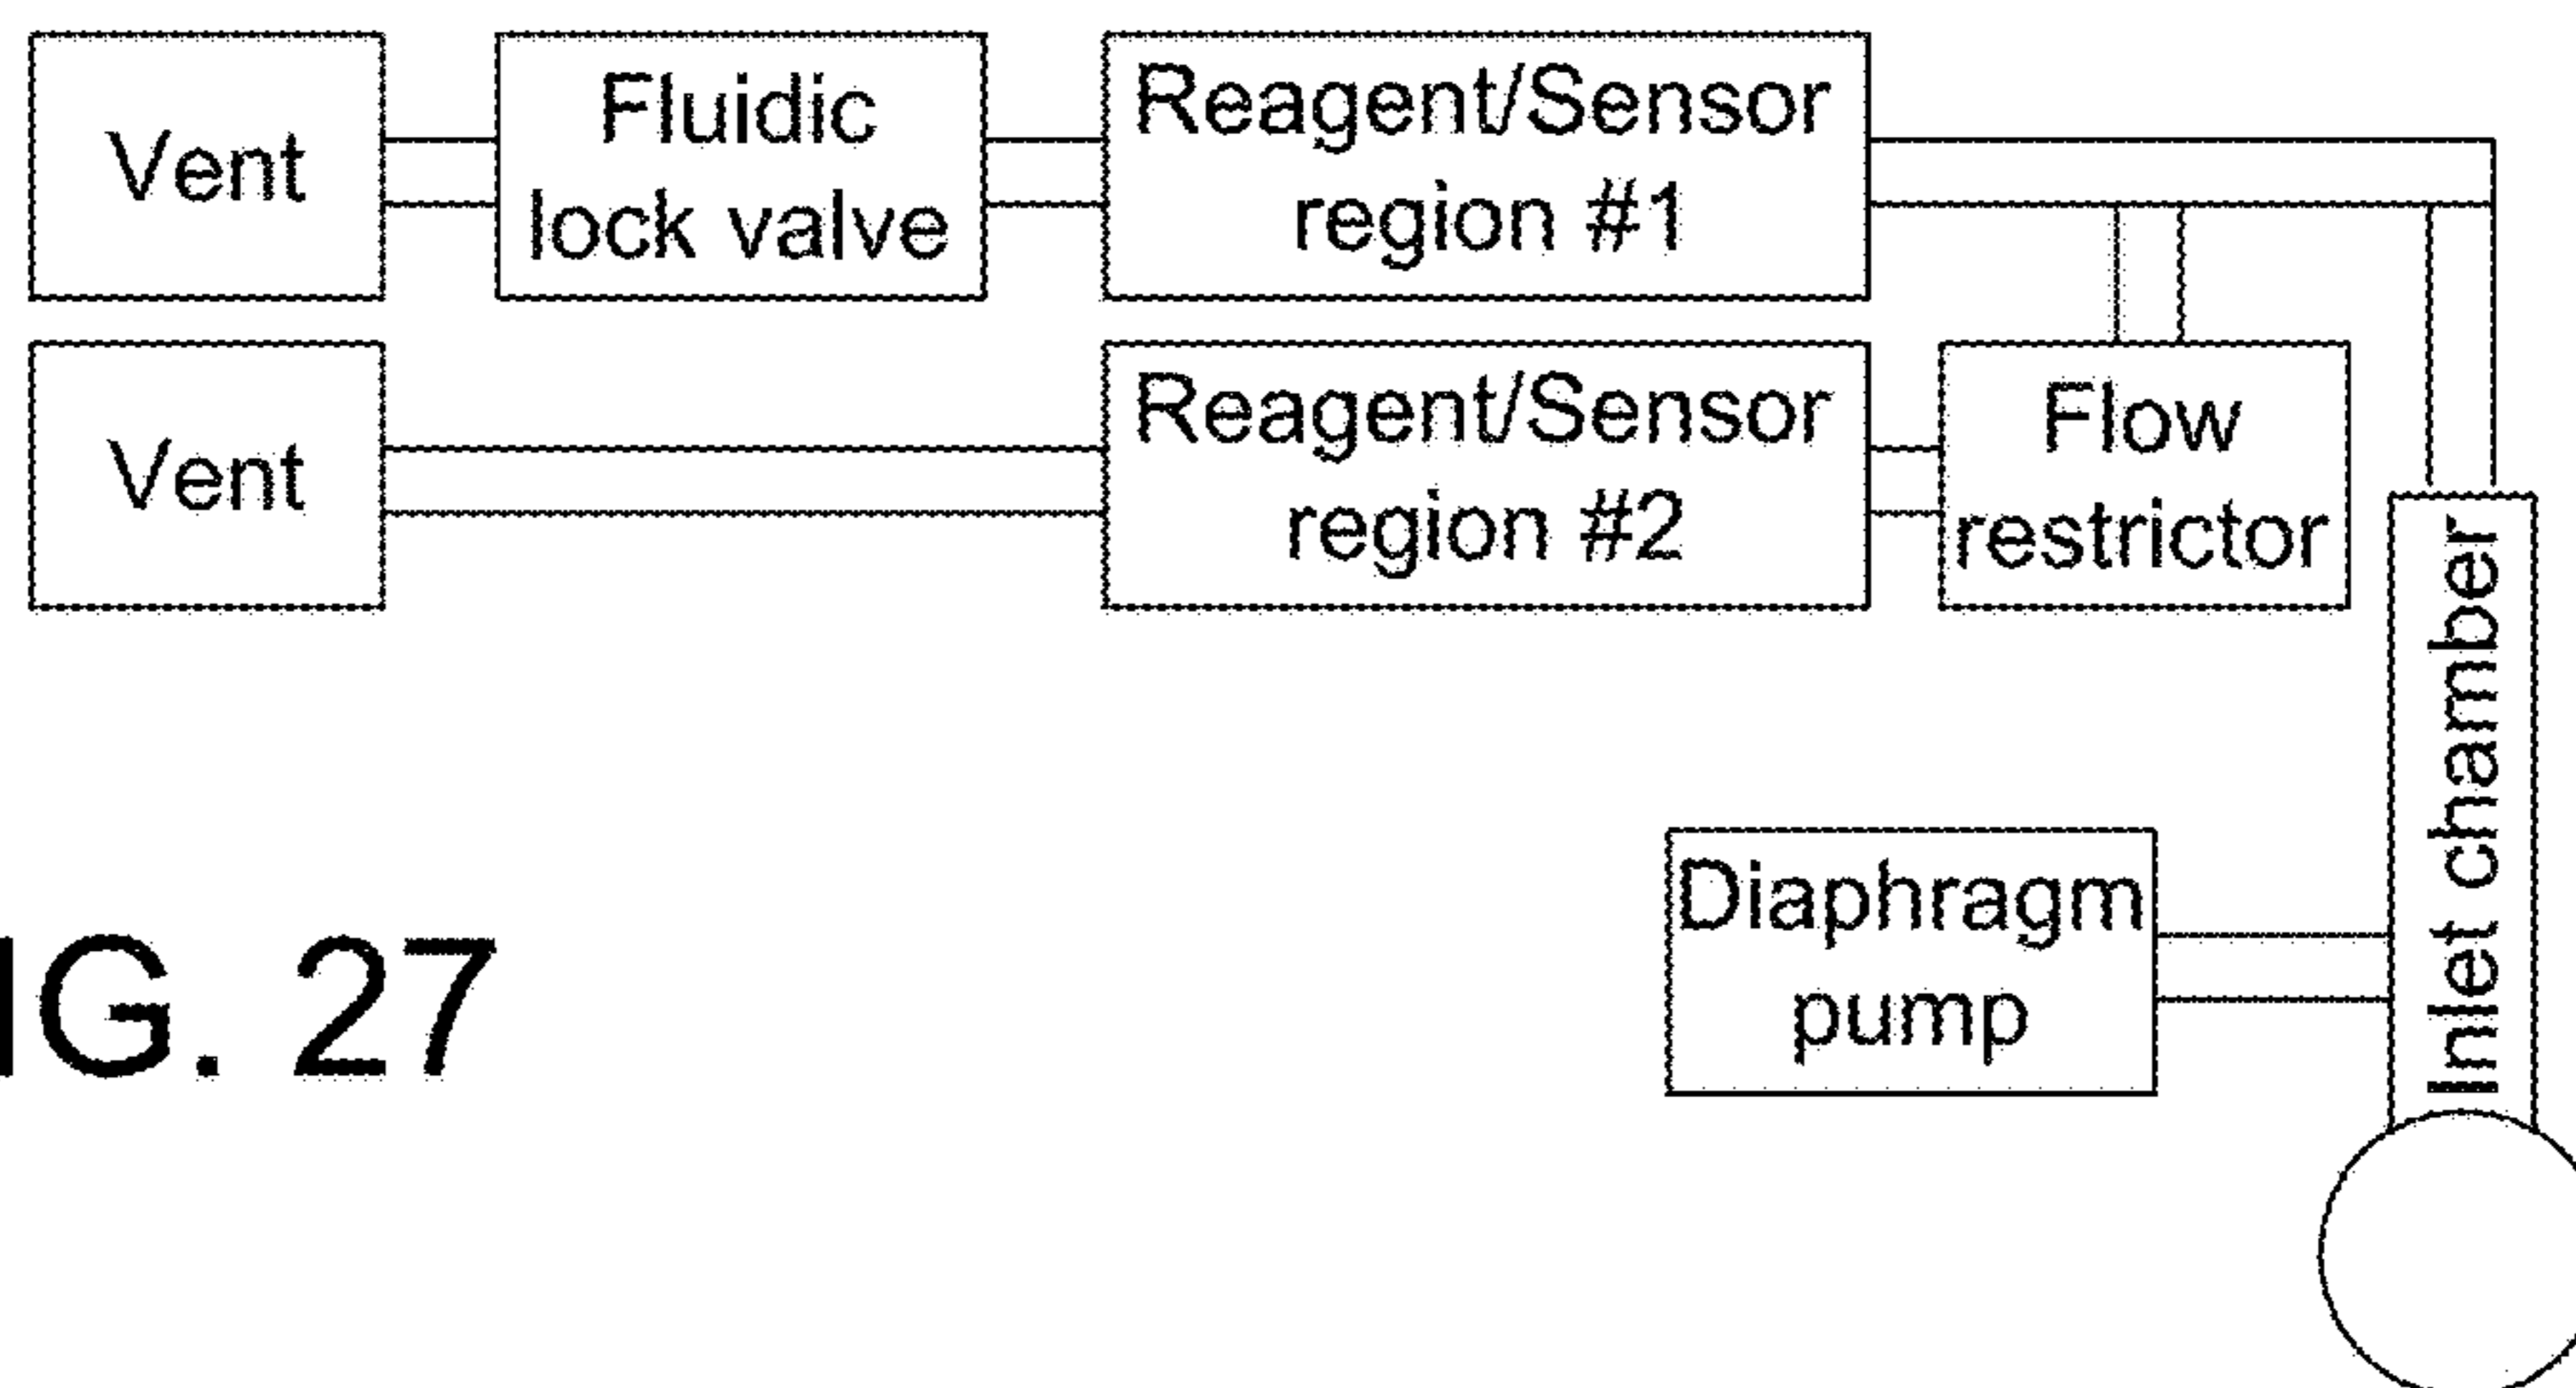 Vent
Fluidic
lock valve
Reagent/Sensor
region #1
Vent
Reagent/Sensor
region #2
Flow
restrictor
Inlet chamber
Diaphragm
pump
IG. 27